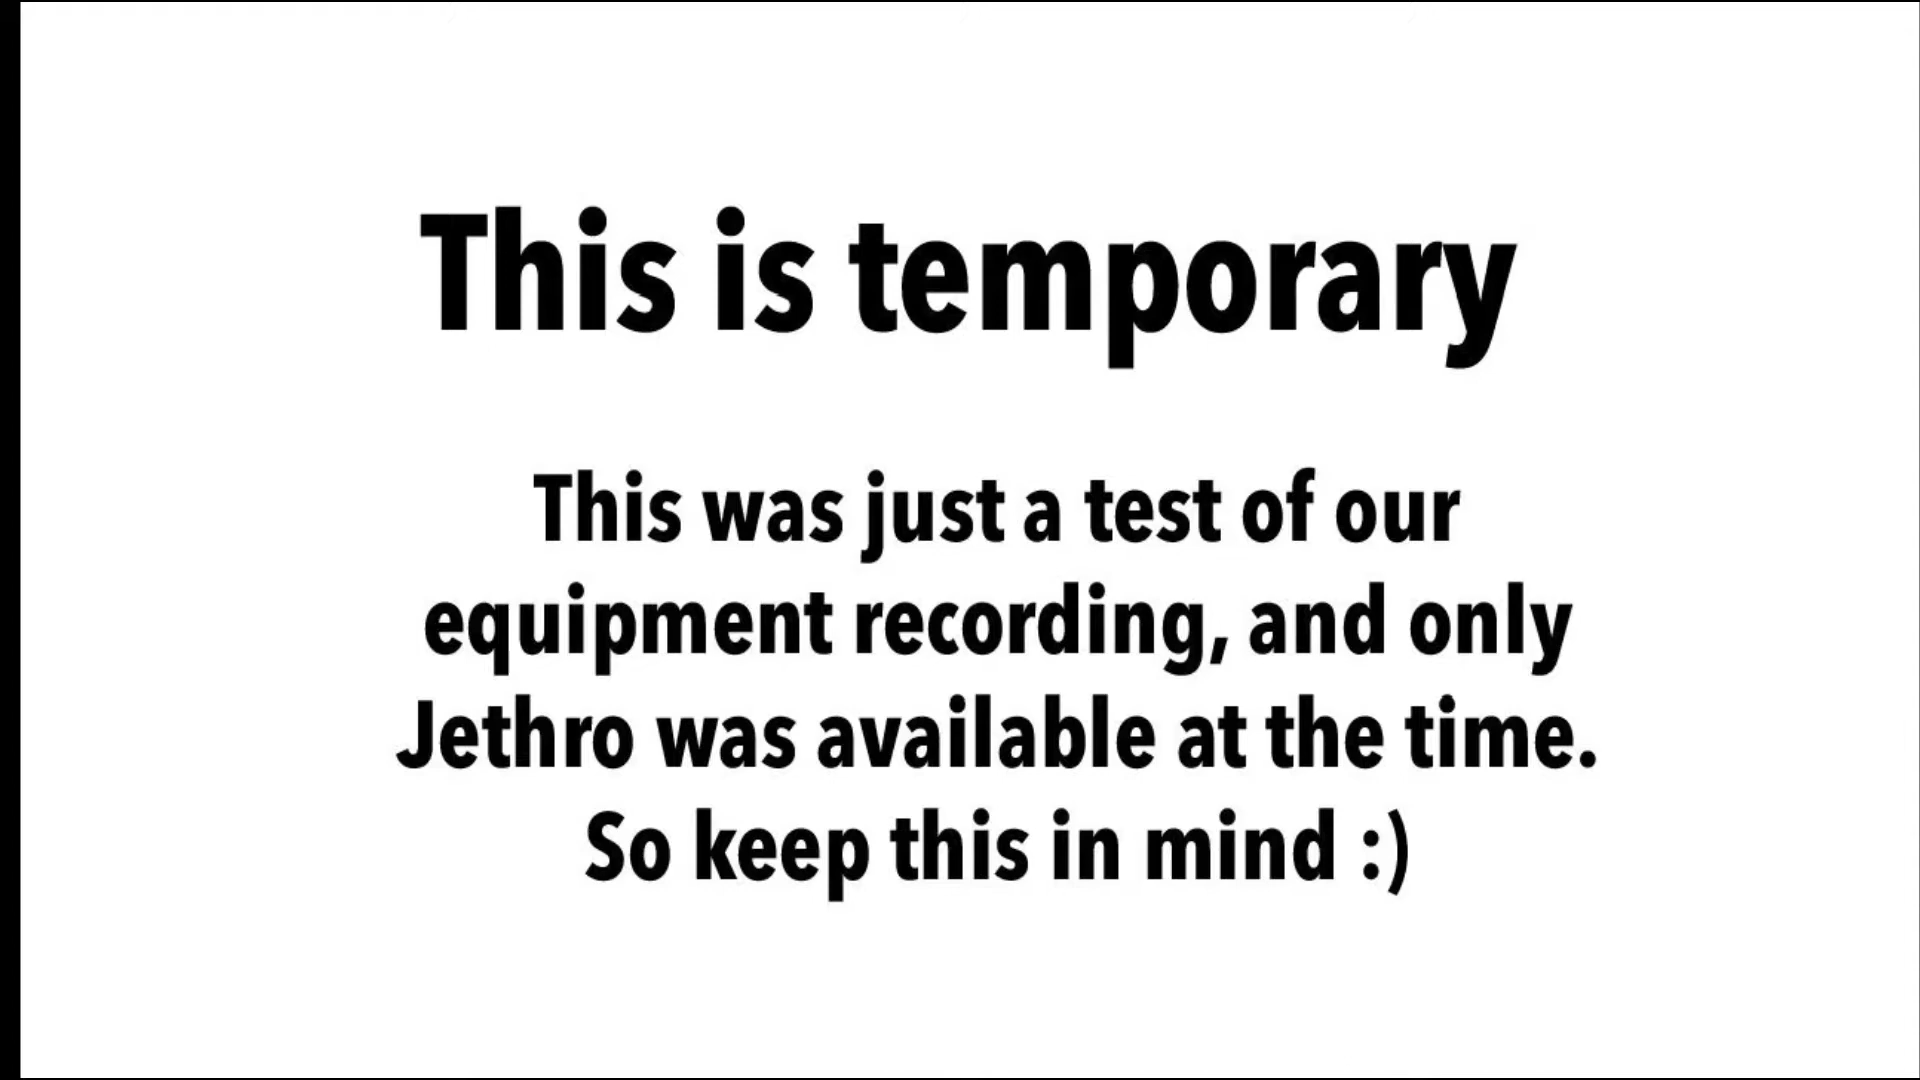 This is temporary
This was just a test of our
equipment recording, and only
Jethro was available at the time.
So keep this in mind :)